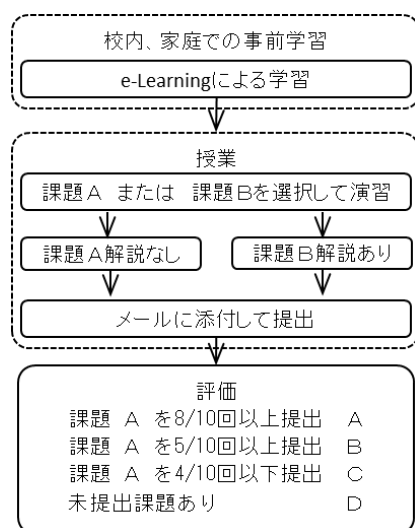 校内、家庭での事前学習
e-Learningによる学習
授業
課題A または 課題Bを選択して演習
課題A解説なし
課題B解説あり
メールに添付して提出
評価
課題 A を8/10回以上提出 A
課題 A を5/10回以上提出 B
課題 A を4/10回以下提出 C
未提出課題あり D